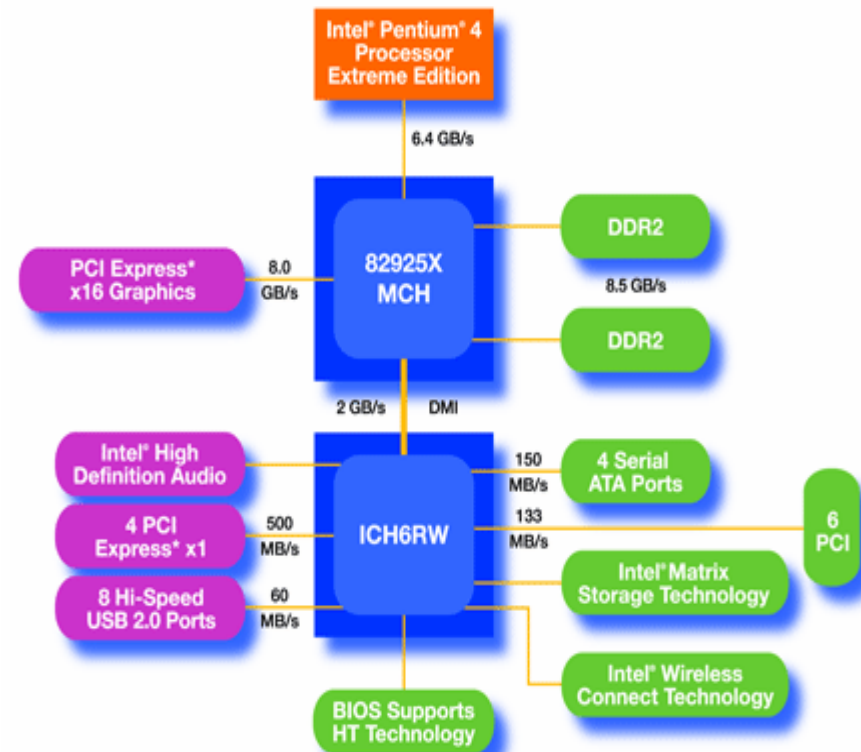 Intel® Pentium® 4
Processor
Extreme Edition
6.4 GB/s
PCI Express*
x16 Graphics
8.0
GB/s
82925X
MCH
DDR2
8.5 GB/s
DDR2
2 GB/s
DMI
Intel® High
Definition Audio
4 PCI
Express* x1
500
MB/s
8 Hi-Speed
USB 2.0 Ports
60
MB/s
ICH6RW
150
MB/s
4 Serial
ATA Ports
133
MB/s
6
PCI
Intel® Matrix
Storage Technology
Intel® Wireless
Connect Technology
BIOS Supports
HT Technology